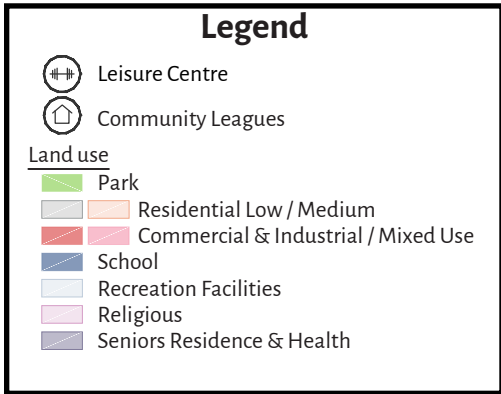 Legend
Leisure Centre
Community Leagues
Land use
Park
Residential Low / Medium
Commercial & Industrial / Mixed Use
School
Recreation Facilities
Religious
Seniors Residence & Health